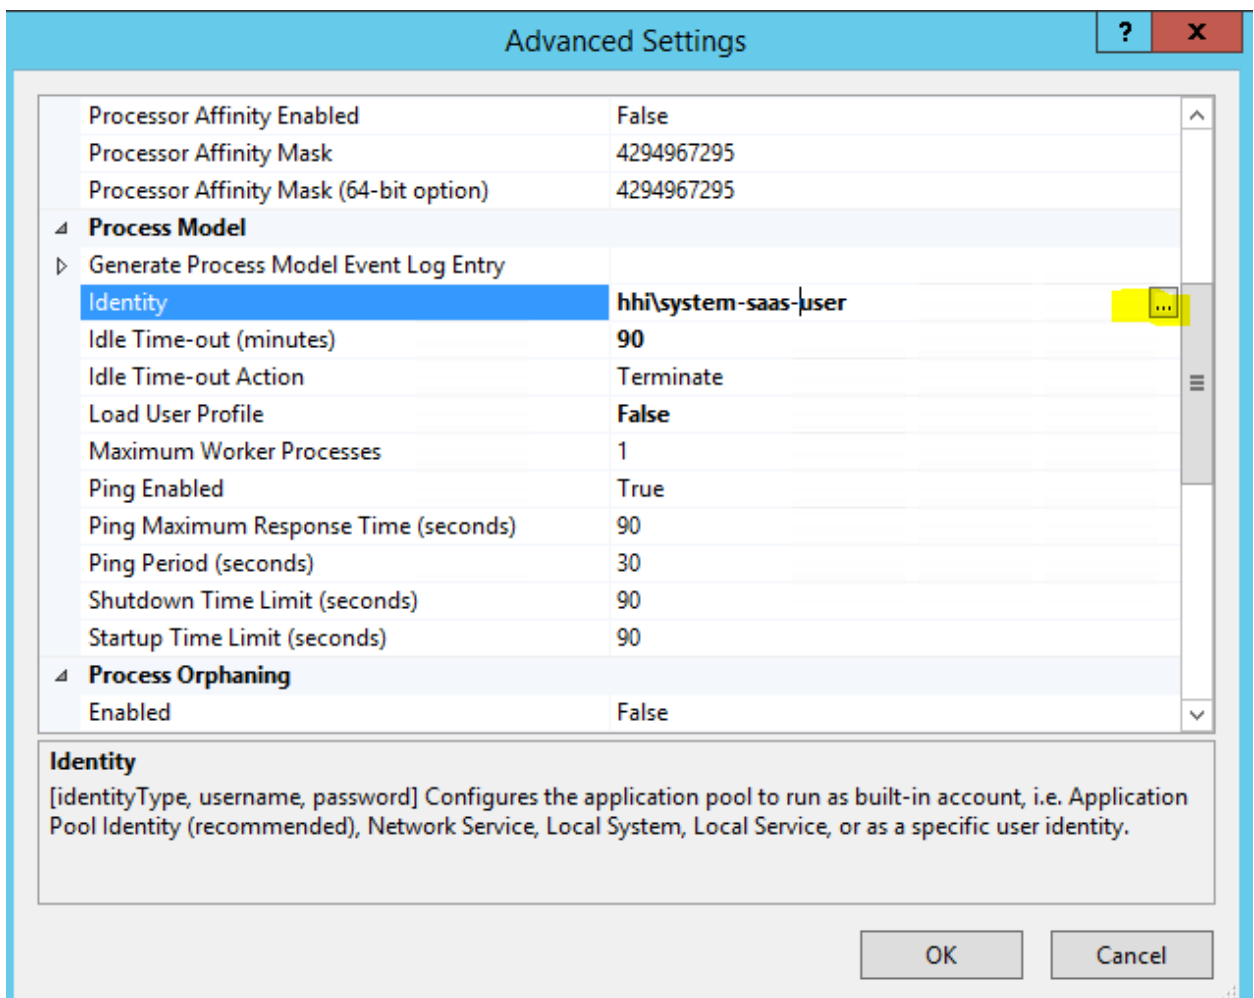 Advanced Settings
?
x
Processor Affinity Enabled False
Processor Affinity Mask 4294967295
Processor Affinity Mask (64-bit option) 4294967295
Process Model
Generate Process Model Event Log Entry
Identity hhi\system-saas-user ...
Idle Time-out (minutes) 90
Idle Time-out Action Terminate
Load User Profile False
Maximum Worker Processes 1
Ping Enabled True
Ping Maximum Response Time (seconds) 90
Ping Period (seconds) 30
Shutdown Time Limit (seconds) 90
Startup Time Limit (seconds) 90
Process Orphaning
Enabled False
Identity
[identityType, username, password] Configures the application pool to run as built-in account, i.e. Application
Pool Identity (recommended), Network Service, Local System, Local Service, or as a specific user identity.
OK
Cancel